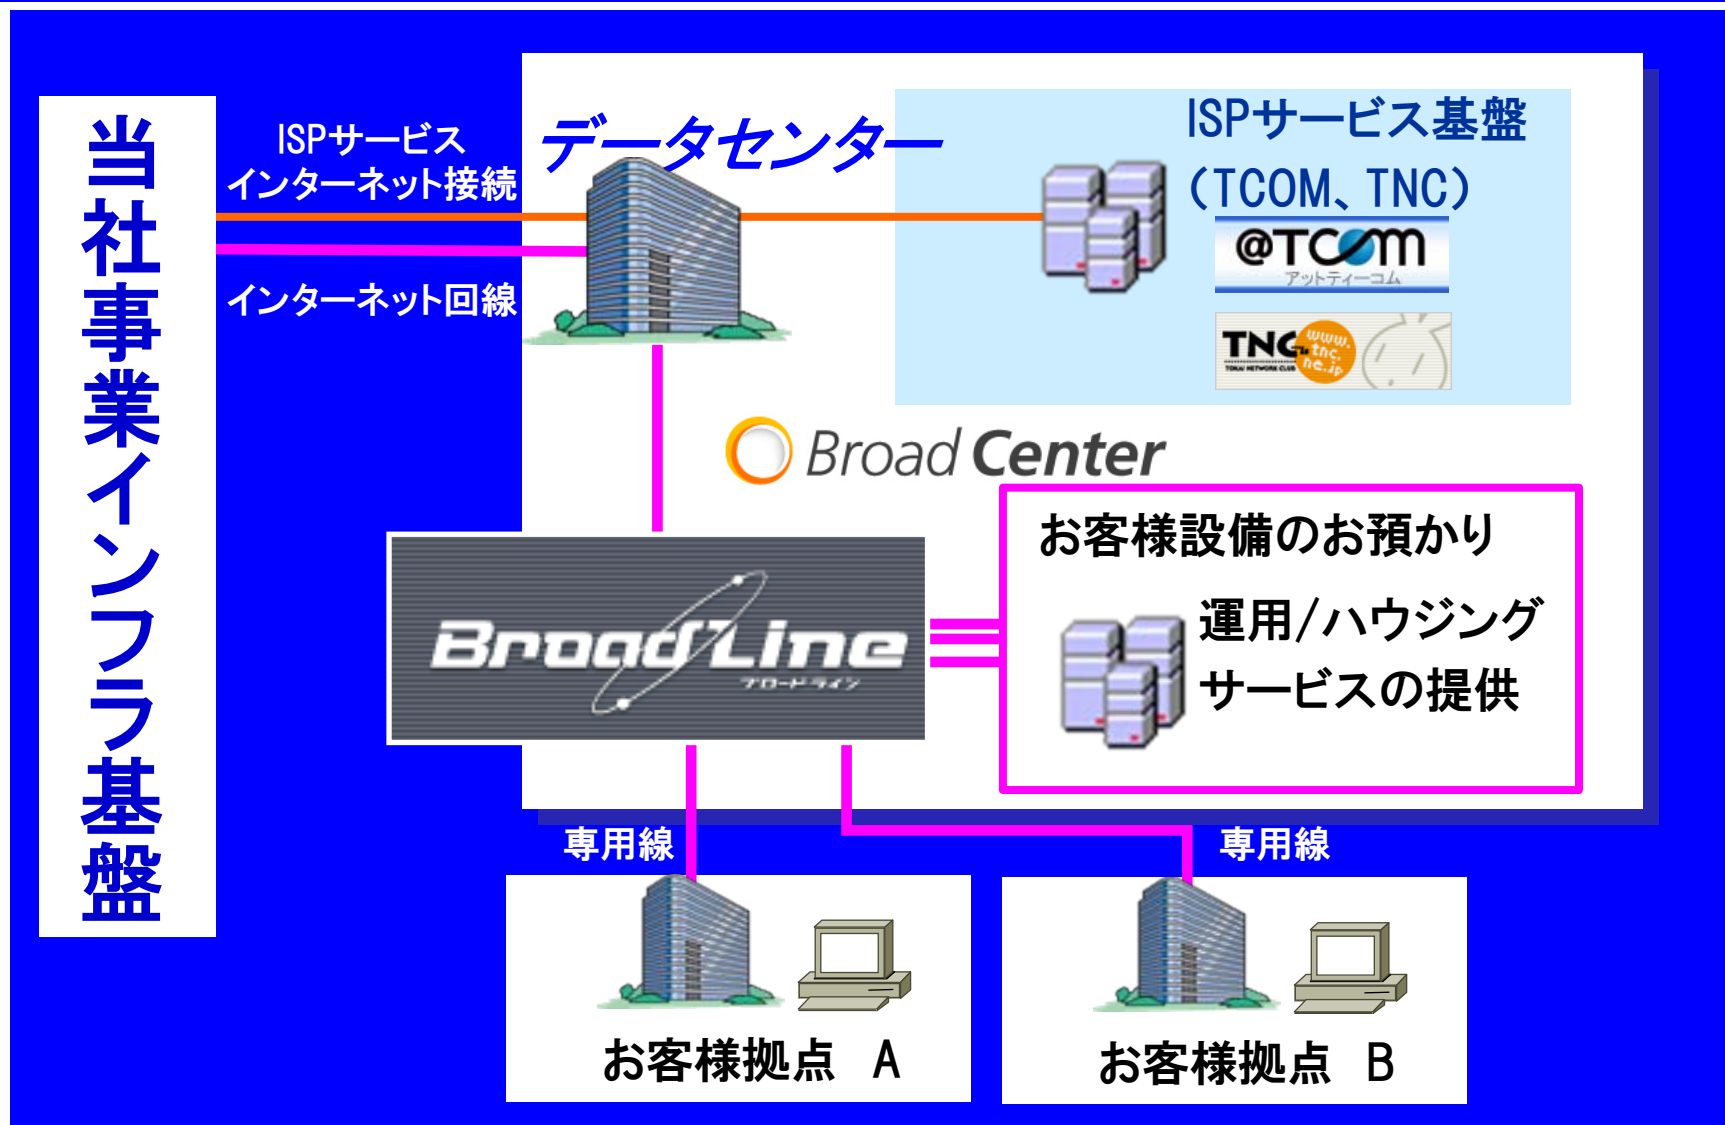 当社事業インフラ基盤
ISPサービス
インターネット接続
インターネット回線
データセンター
ISPサービス基盤
（TCOM、TNC）
@TCOM
アットティーコム
TNC
TOKAI NETWORK CLUB
www.
tnc.
ne.jp
Broad Center
BroadLine
ブロードライン
お客様設備のお預かり
運用/ハウジング
サービスの提供
専用線
専用線
お客様拠点 A
お客様拠点 B